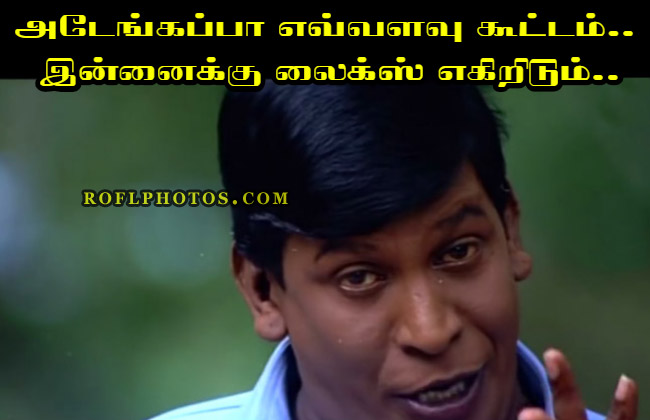 அடேங்கப்பா எவ்வளவு கூட்டம்..
இன்னைக்கு லைக்ஸ் எகிறிடும்..
ROFLPHOTOS.COM